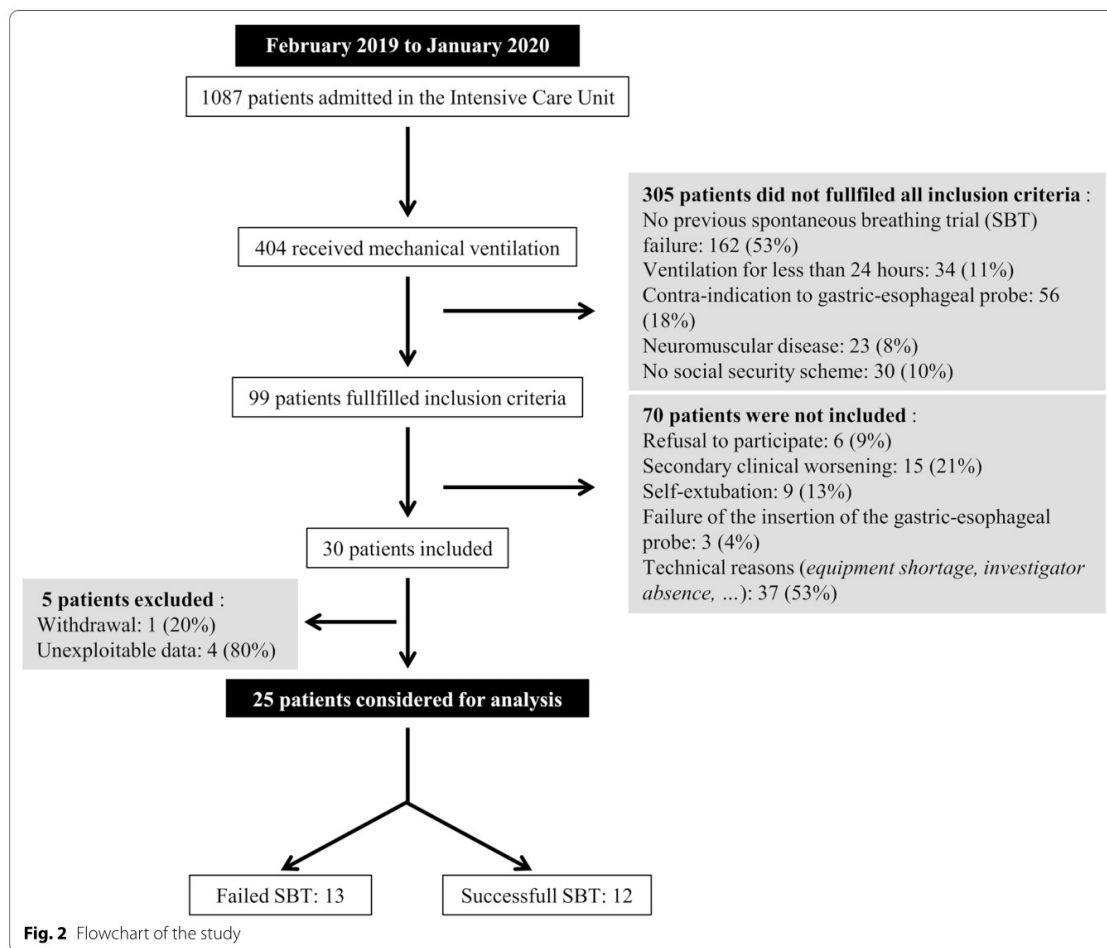 February 2019 to January 2020
1087 patients admitted in the Intensive Care Unit
305 patients did not fullfiled all inclusion criteria :
No previous spontaneous breathing trial (SBT)
failure: 162 (53%)
Ventilation for less than 24 hours: 34 (11%)
Contra-indication to gastric-esophageal probe: 56
(18%)
Neuromuscular disease: 23 (8%)
No social security scheme: 30 (10%)
404 received mechanical ventilation
99 patients fullfilled inclusion criteria
70 patients were not included :
Refusal to participate: 6 (9%)
Secondary clinical worsening: 15 (21%)
Self-extubation: 9 (13%)
Failure of the insertion of the gastric-esophageal
probe: 3 (4%)
Technical reasons (equipment shortage, investigator
absence, ...): 37 (53%)
30 patients included
5 patients excluded :
Withdrawal: 1 (20%)
Unexploitable data: 4 (80%)
25 patients considered for analysis
Failed SBT: 13
Successfull SBT: 12
Fig. 2 Flowchart of the study